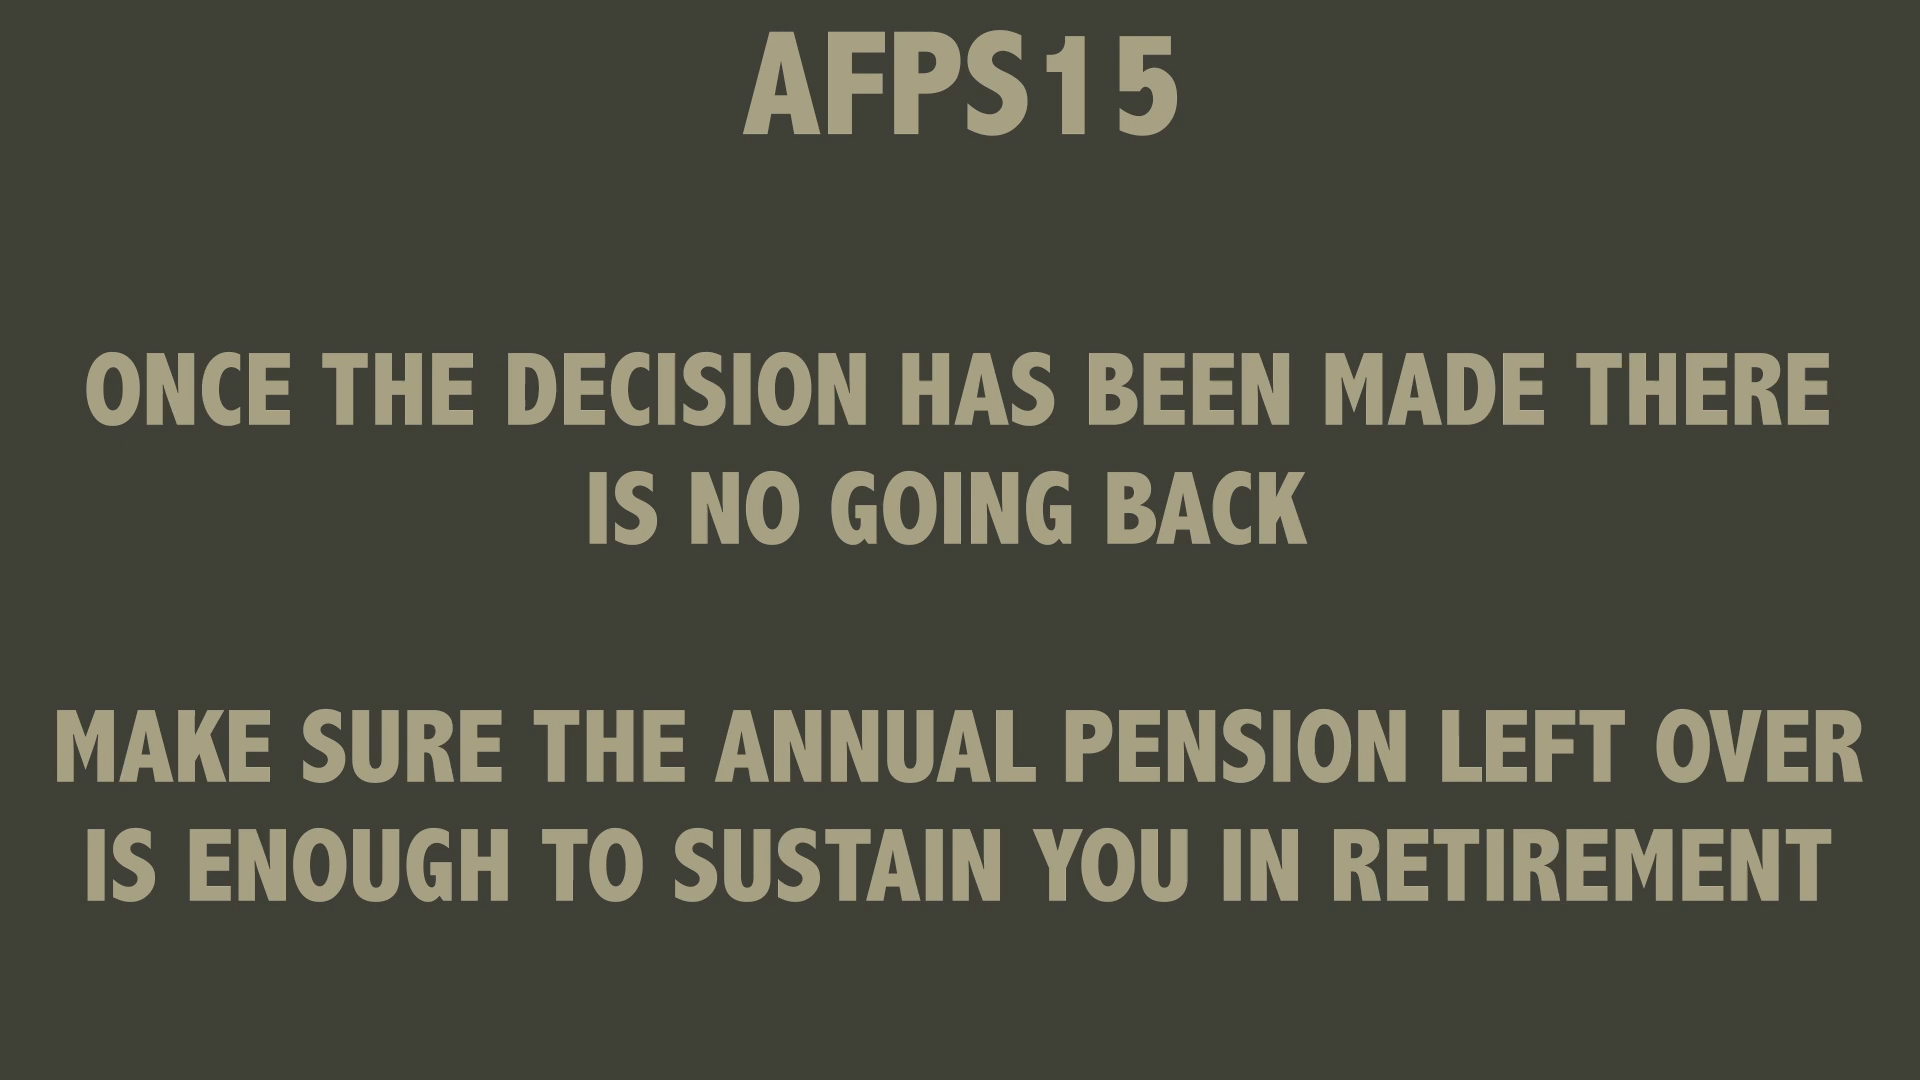 AFPS15
ONCE THE DECISION HAS BEEN MADE THERE
IS NO GOING BACK
MAKE SURE THE ANNUAL PENSION LEFT OVER
IS ENOUGH TO SUSTAIN YOU IN RETIREMENT